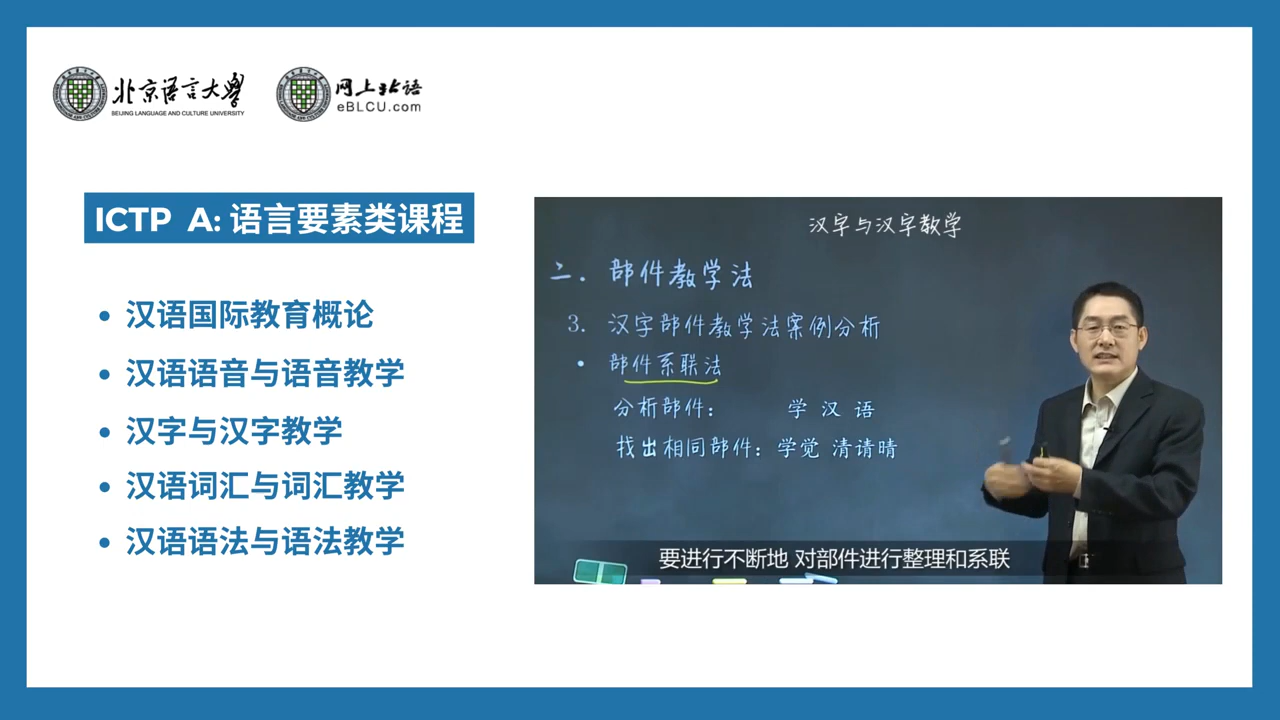 北京语言大学
BEIJING LANGUAGE AND CULTURE UNIVERSITY
网上北语
eBLCU.com
ICTP A: 语言要素类课程
• 汉语国际教育概论
• 汉语语音与语音教学
• 汉字与汉字教学
• 汉语词汇与词汇教学
• 汉语语法与语法教学
汉字与汉字教学
二. 部件教学法
3. 汉字部件教学法案例分析
• 部件系联法
分析部件： 学 汉 语
找出相同部件：学觉 清请晴
要进行不断地 对部件进行整理和系联